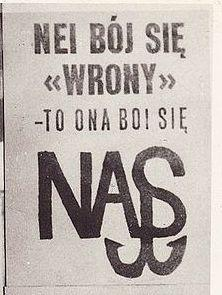 NEI BÓJ SIĘ
«WRONY»
-TO ONA BOI SIĘ
NAS